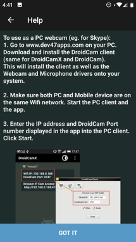 4.41
Help
To use as a PC webcam (eg. for Skype):
1. Go to www.dev47apps.com on your PC.
Download and install the DroidCam client
(same for DroidCamX and DroidCam).
This will install the client as well as the
Webcam and Microphone drivers onto your
system.
2. Make sure both PC and Mobile device are on
the same Wifi network. Start the PC client and
the app.
3. Enter the IP address and DroidCam Port
number displayed in the app into the PC client.
Click Start.
DroidCamX
GOT IT